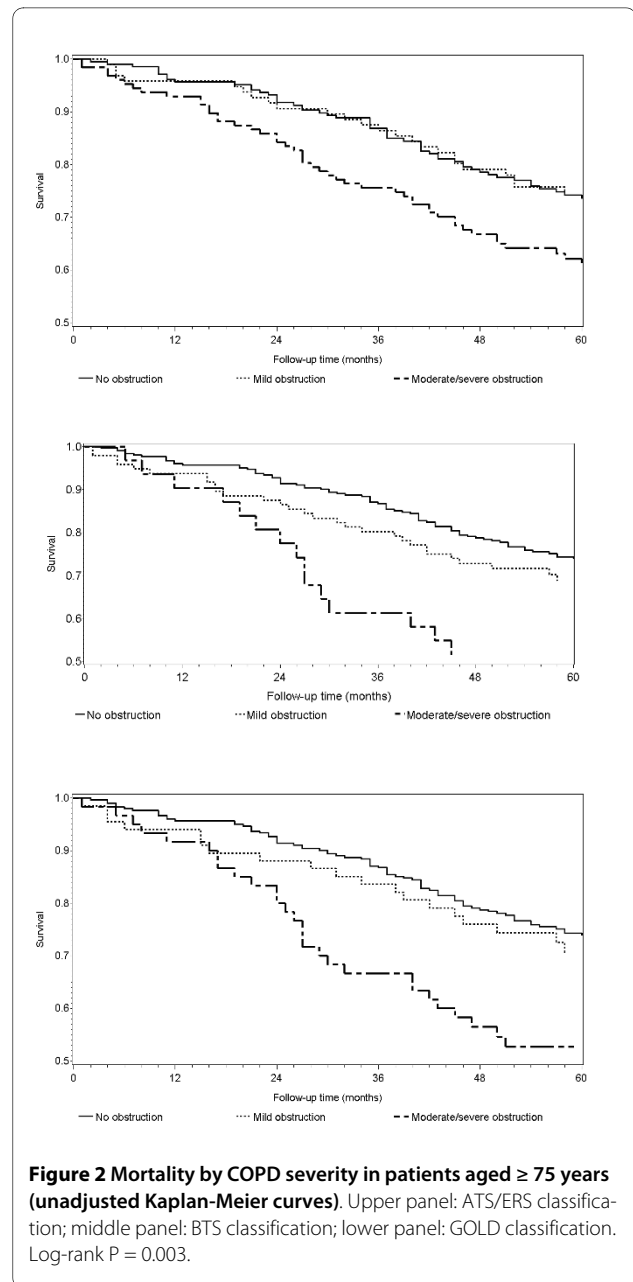 1.0
0.9
0.8
0.7
0.6
0.5
Survival
0 12 24 36 48 60
Follow-up time (months)
No obstruction Mild obstruction Moderate/severe obstruction
1.0
0.9
0.8
0.7
0.6
0.5
Survival
0 12 24 36 48 60
Follow-up time (months)
No obstruction Mild obstruction Moderate/severe obstruction
1.0
0.9
0.8
0.7
0.6
0.5
Survival
0 12 24 36 48 60
Follow-up time (months)
No obstruction Mild obstruction Moderate/severe obstruction
Figure 2 Mortality by COPD severity in patients aged ≥ 75 years
(unadjusted Kaplan-Meier curves). Upper panel: ATS/ERS classifica-
tion; middle panel: BTS classification; lower panel: GOLD classification.
Log-rank P = 0.003.